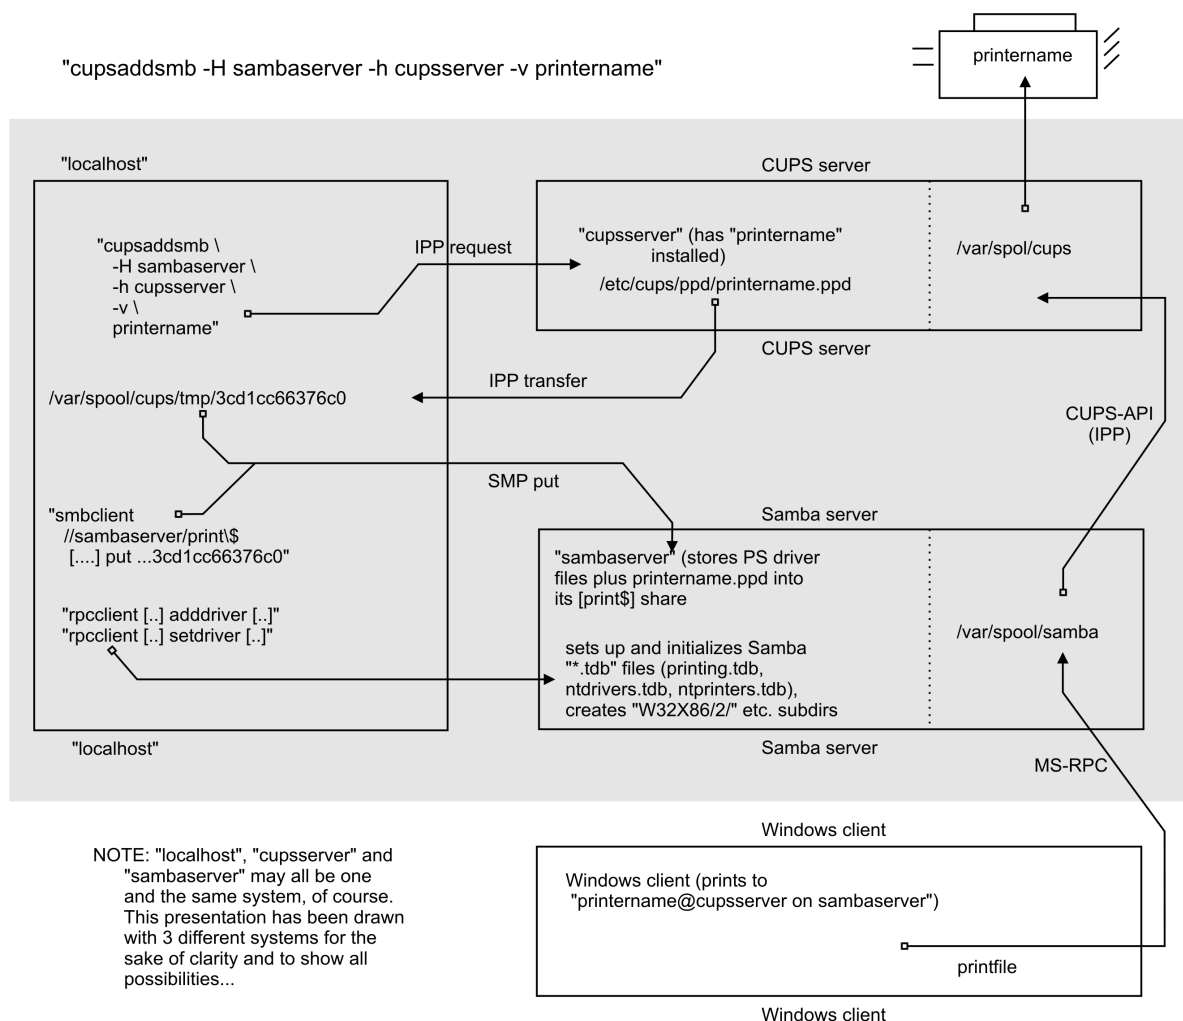 printername
"cupsaddsmb -H sambaserver -h cupsserver -v printername"
"localhost"
"cupsaddsmb \
-H sambaserver \
-h cupsserver \
-v \
printername"
IPP request
/var/spool/cups/tmp/3cd1cc66376c0
"smbclient
//sambaserver/print\$
[....] put ...3cd1cc66376c0"
"rpcclient [..] adddriver [..]"
"rpcclient [..] setdriver [..]"
"localhost"
CUPS server
"cupsserver" (has "printername"
installed)
/etc/cups/ppd/printername.ppd
/var/spol/cups
CUPS server
IPP transfer
CUPS-API
(IPP)
SMP put
Samba server
"sambaserver" (stores PS driver
files plus printername.ppd into
its [print$] share
sets up and initializes Samba
"*.tdb" files (printing.tdb,
ntdrivers.tdb, ntprinters.tdb),
creates "W32X86/2/" etc. subdirs
/var/spool/samba
Samba server
MS-RPC
NOTE: "localhost", "cupsserver" and
"sambaserver" may all be one
and the same system, of course.
This presentation has been drawn
with 3 different systems for the
sake of clarity and to show all
possibilities...
Windows client
Windows client (prints to
"printername@cupsserver on sambaserver")
printfile
Windows client